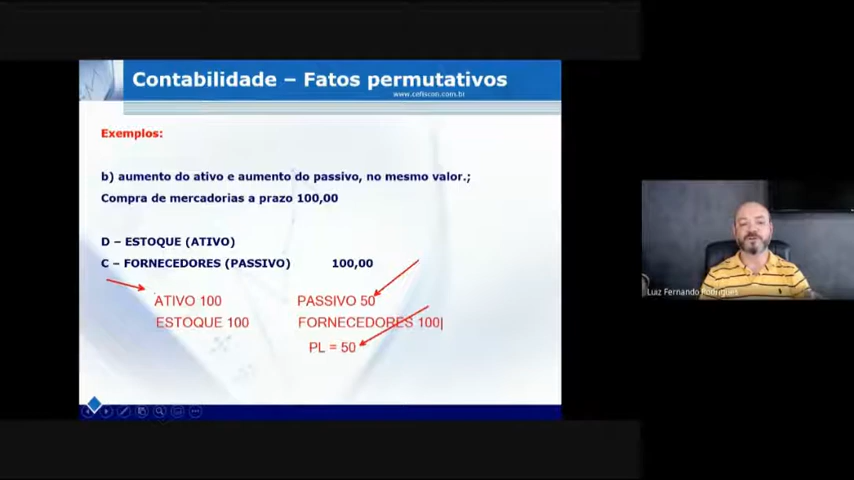 Contabilidade – Fatos permutativos
www.cefiscon.com.br
Exemplos:
b) aumento do ativo e aumento do passivo, no mesmo valor.;
Compra de mercadorias a prazo 100,00
D – ESTOQUE (ATIVO)
C – FORNECEDORES (PASSIVO) 100,00
ATIVO 100 PASSIVO 50
ESTOQUE 100 FORNECEDORES 100
PL = 50
Luiz Fernando Rodrigues